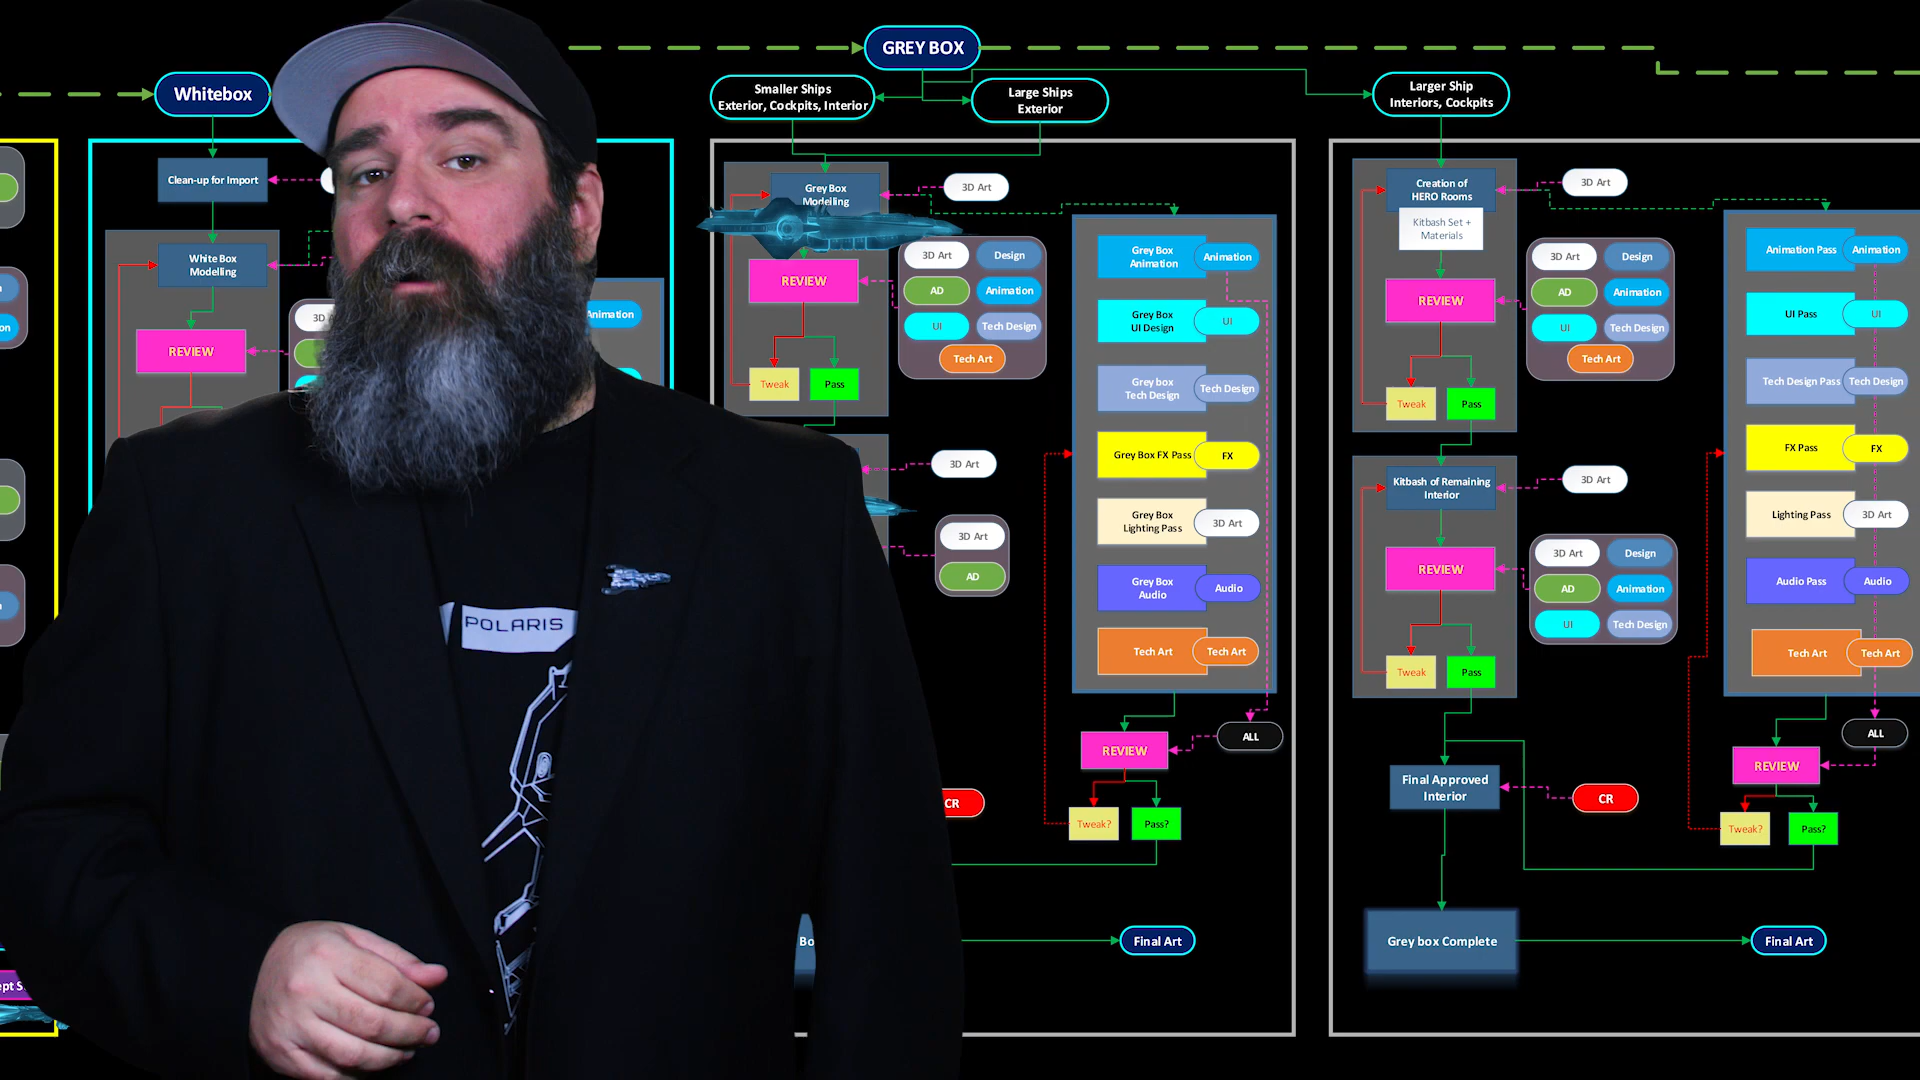 GREY BOX
Whitebox
Smaller Ships
Exterior, Cockpits, Interior
Large Ships
Exterior
Larger Ship
Interiors, Cockpits
Clean-up for Import
White Box
Modelling
REVIEW
3D
Animation
POLARIS
Grey Box
Modelling
3D Art
REVIEW
Tweak
Pass
3D Art
Design
AD
Animation
UI
Tech Design
Tech Art
3D Art
3D Art
AD
CR
Bo
Grey Box
Animation
Animation
Grey Box
UI Design
UI
Grey box
Tech Design
Tech Design
Grey Box FX Pass
FX
Grey Box
Lighting Pass
3D Art
Grey Box
Audio
Audio
Tech Art
Tech Art
ALL
REVIEW
Tweak?
Pass?
Final Art
Creation of
HERO Rooms
Kitbash Set +
Materials
3D Art
REVIEW
Tweak
Pass
3D Art
Design
AD
Animation
UI
Tech Design
Tech Art
Kitbash of Remaining
Interior
3D Art
REVIEW
Tweak
Pass
3D Art
Design
AD
Animation
UI
Tech Design
Final Approved
Interior
CR
Grey box Complete
Final Art
Animation Pass
Animation
UI Pass
UI
Tech Design Pass
Tech Design
FX Pass
FX
Lighting Pass
3D Art
Audio Pass
Audio
Tech Art
Tech Art
ALL
REVIEW
Tweak?
Pass?